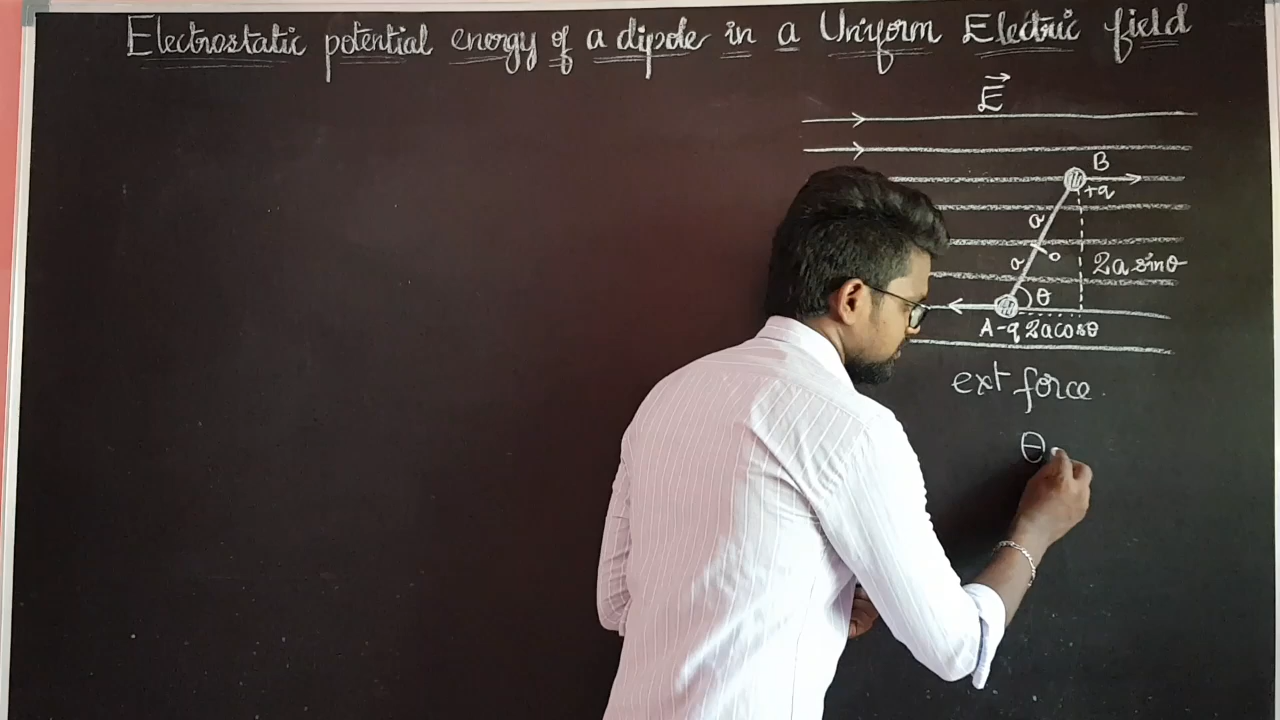 Electrostatic potential energy of a dipole in a Uniform Electric field
E
B
+q
a
a
o
2a sinθ
θ
A -q 2a cosθ
ext force.
θ